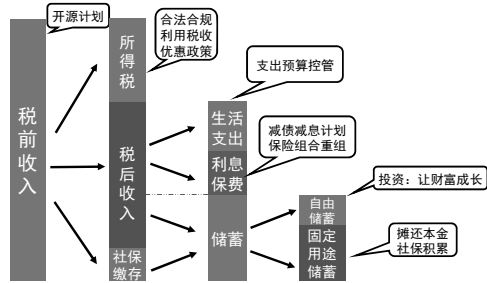 开源计划
税前收入
所得税
合法合规
利用税收
优惠政策
税后收入
社保
缴存
支出预算控管
生活
支出
利息
保费
减债减息计划
保险组合重组
储蓄
投资：让财富成长
自由
储蓄
固定
用途
储蓄
摊还本金
社保积累